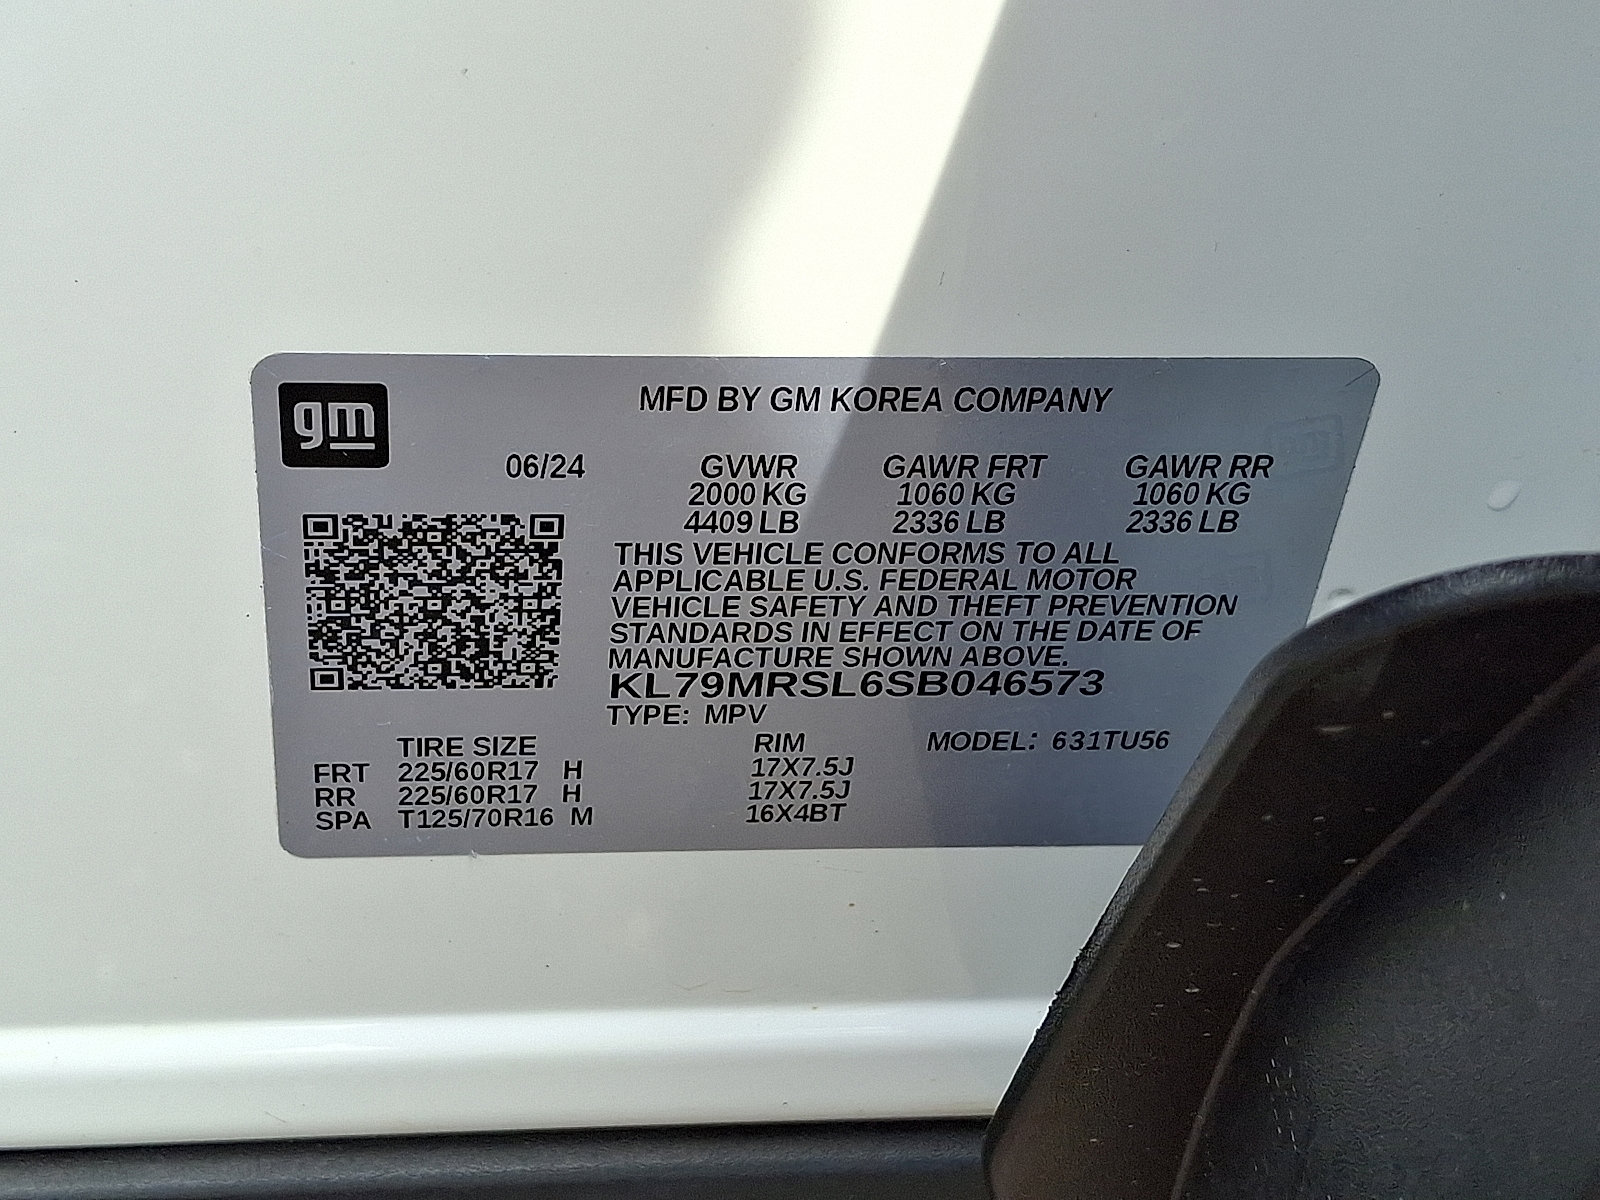 gm
MFD BY GM KOREA COMPANY
06/24 GVWR GAWR FRT GAWR RR
2000 KG 1060 KG 1060 KG
4409 LB 2336 LB 2336 LB
THIS VEHICLE CONFORMS TO ALL
APPLICABLE U.S. FEDERAL MOTOR
VEHICLE SAFETY AND THEFT PREVENTION
STANDARDS IN EFFECT ON THE DATE OF
MANUFACTURE SHOWN ABOVE.
KL79MRSL6SB046573
TYPE: MPV
TIRE SIZE RIM MODEL: 631TU56
FRT 225/60R17 H 17X7.5J
RR 225/60R17 H 17X7.5J
SPA T125/70R16 M 16X4BT